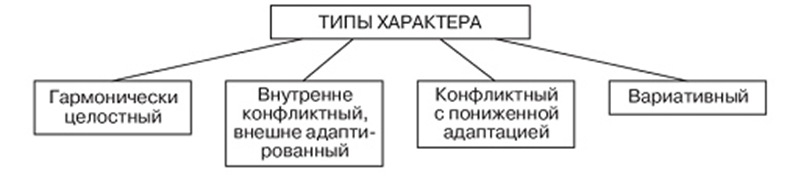 ТИПЫ ХАРАКТЕРА
Гармонически
целостный
Внутренне
конфликтный,
внешне адапти-
рованный
Конфликтный
с пониженной
адаптацией
Вариативный